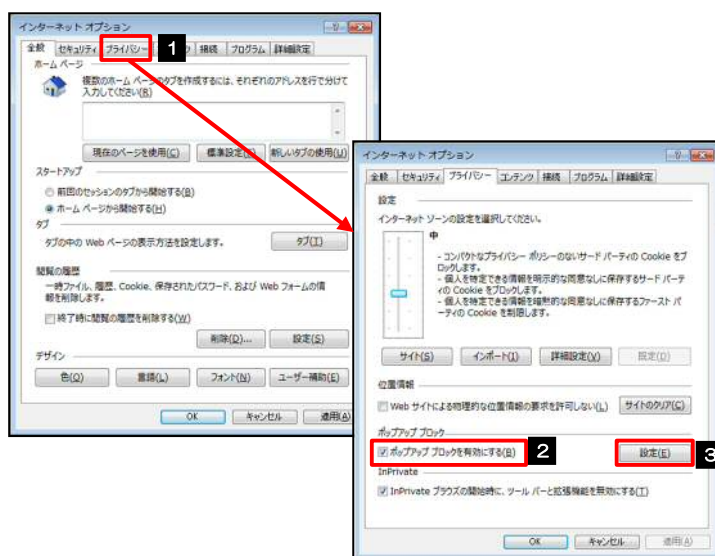 インターネット オプション
全般 セキュリティ プライバシー 接続 プログラム 詳細設定
1
ホーム ページ
複数のホーム ページのタブを作成するには、それぞれのアドレスを行で分けて
入力してください(R)
現在のページを使用(C) 標準設定 新しいタブの使用(U)
スタートアップ
前回のセッションのタブから開始する(B)
ホーム ページから開始する(H)
タブ
タブの中の Web ページの表示方法を設定します。 タブ(T)
閲覧の履歴
一時ファイル、履歴、Cookie、保存されたパスワード、および Web フォームの情
報を削除します。
終了時に閲覧の履歴を削除する(W)
削除(D)... 設定(S)
デザイン
色(O) 言語(L) フォント(N) ユーザー補助(E)
OK キャンセル 適用(A)
インターネット オプション
全般 セキュリティ プライバシー コンテンツ 接続 プログラム 詳細設定
設定
インターネット ゾーンの設定を選択してください。
中
- コンパクトなプライバシー ポリシーのないサード パーティの Cookie をブ
ロックします。
- 個人を特定できる情報を明示的な同意なしに保存するサード パーテ
ィの Cookie をブロックします。
- 個人を特定できる情報を暗黙的な同意なしに保存するファースト パ
ーティの Cookie を制限します。
サイト(S) インポート(I) 詳細設定(V) 既定(D)
位置情報
Web サイトによる物理的な位置情報の要求を許可しない(L) サイトのクリア(C)
ポップアップ ブロック
ポップアップ ブロックを有効にする(B) 2 設定(E) 3
InPrivate
InPrivate ブラウズの開始時に、ツール バーと拡張機能を無効にする(T)
OK キャンセル 適用(A)